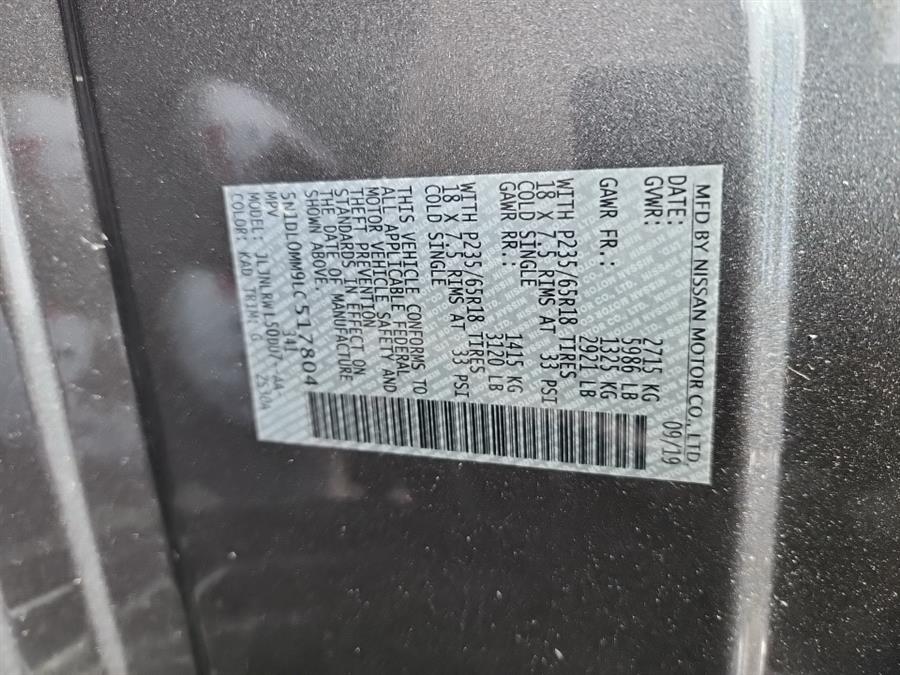 MFD BY NISSAN MOTOR CO., LTD.
DATE: 09/19
GVWR: 2715 KG
5986 LB
GAWR FR.: 1325 KG
2921 LB
WITH P235/65R18 TIRES
18 X 7.5 RIMS AT 33 PSI
COLD SINGLE
GAWR RR.: 1415 KG
3120 LB
WITH P235/65R18 TIRES
18 X 7.5 RIMS AT 33 PSI
COLD SINGLE
THIS VEHICLE CONFORMS TO
ALL APPLICABLE FEDERAL
MOTOR VEHICLE SAFETY AND
THEFT PREVENTION
STANDARDS IN EFFECT ON
THE DATE OF MANUFACTURE
SHOWN ABOVE.
5N1DL0MM9LC517804
MPV 341
MODEL: JLJNLRWL50DU7-AA
COLOR: KAD TRIM: G